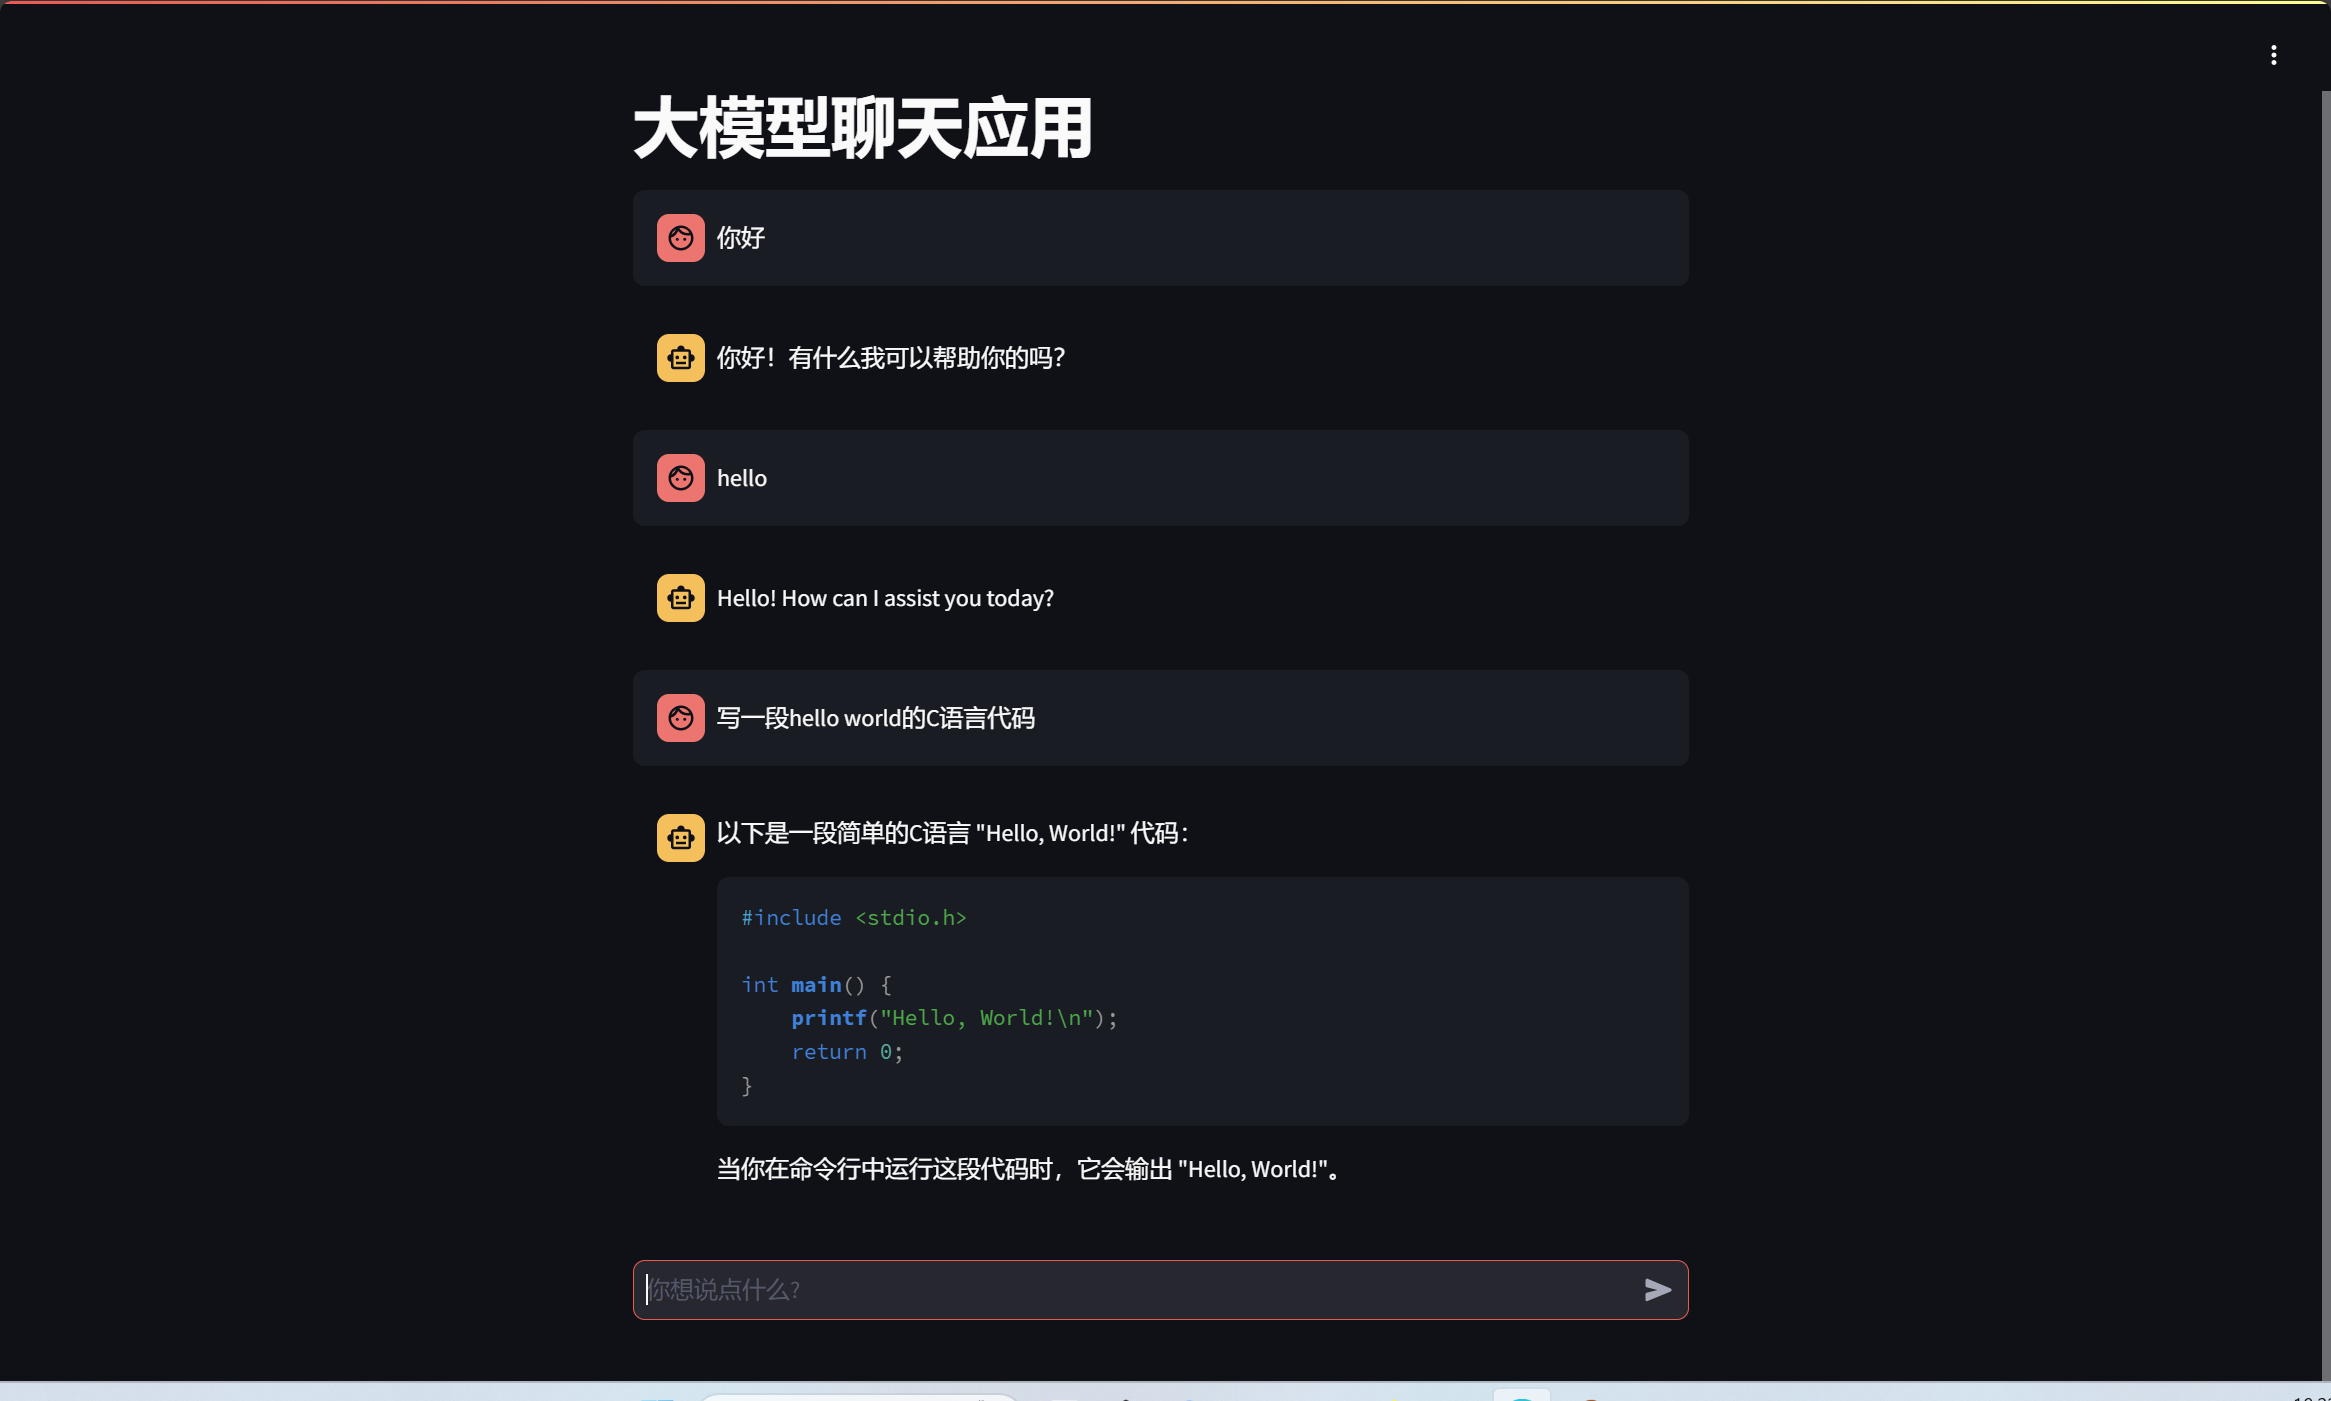 大模型聊天应用
你好
你好！有什么我可以帮助你的吗？
hello
Hello! How can I assist you today?
写一段hello world的C语言代码
以下是一段简单的C语言 "Hello, World!" 代码：
#include <stdio.h>
int main() {
    printf("Hello, World!\n");
    return 0;
}
当你在命令行中运行这段代码时，它会输出 "Hello, World!"。
你想说点什么?